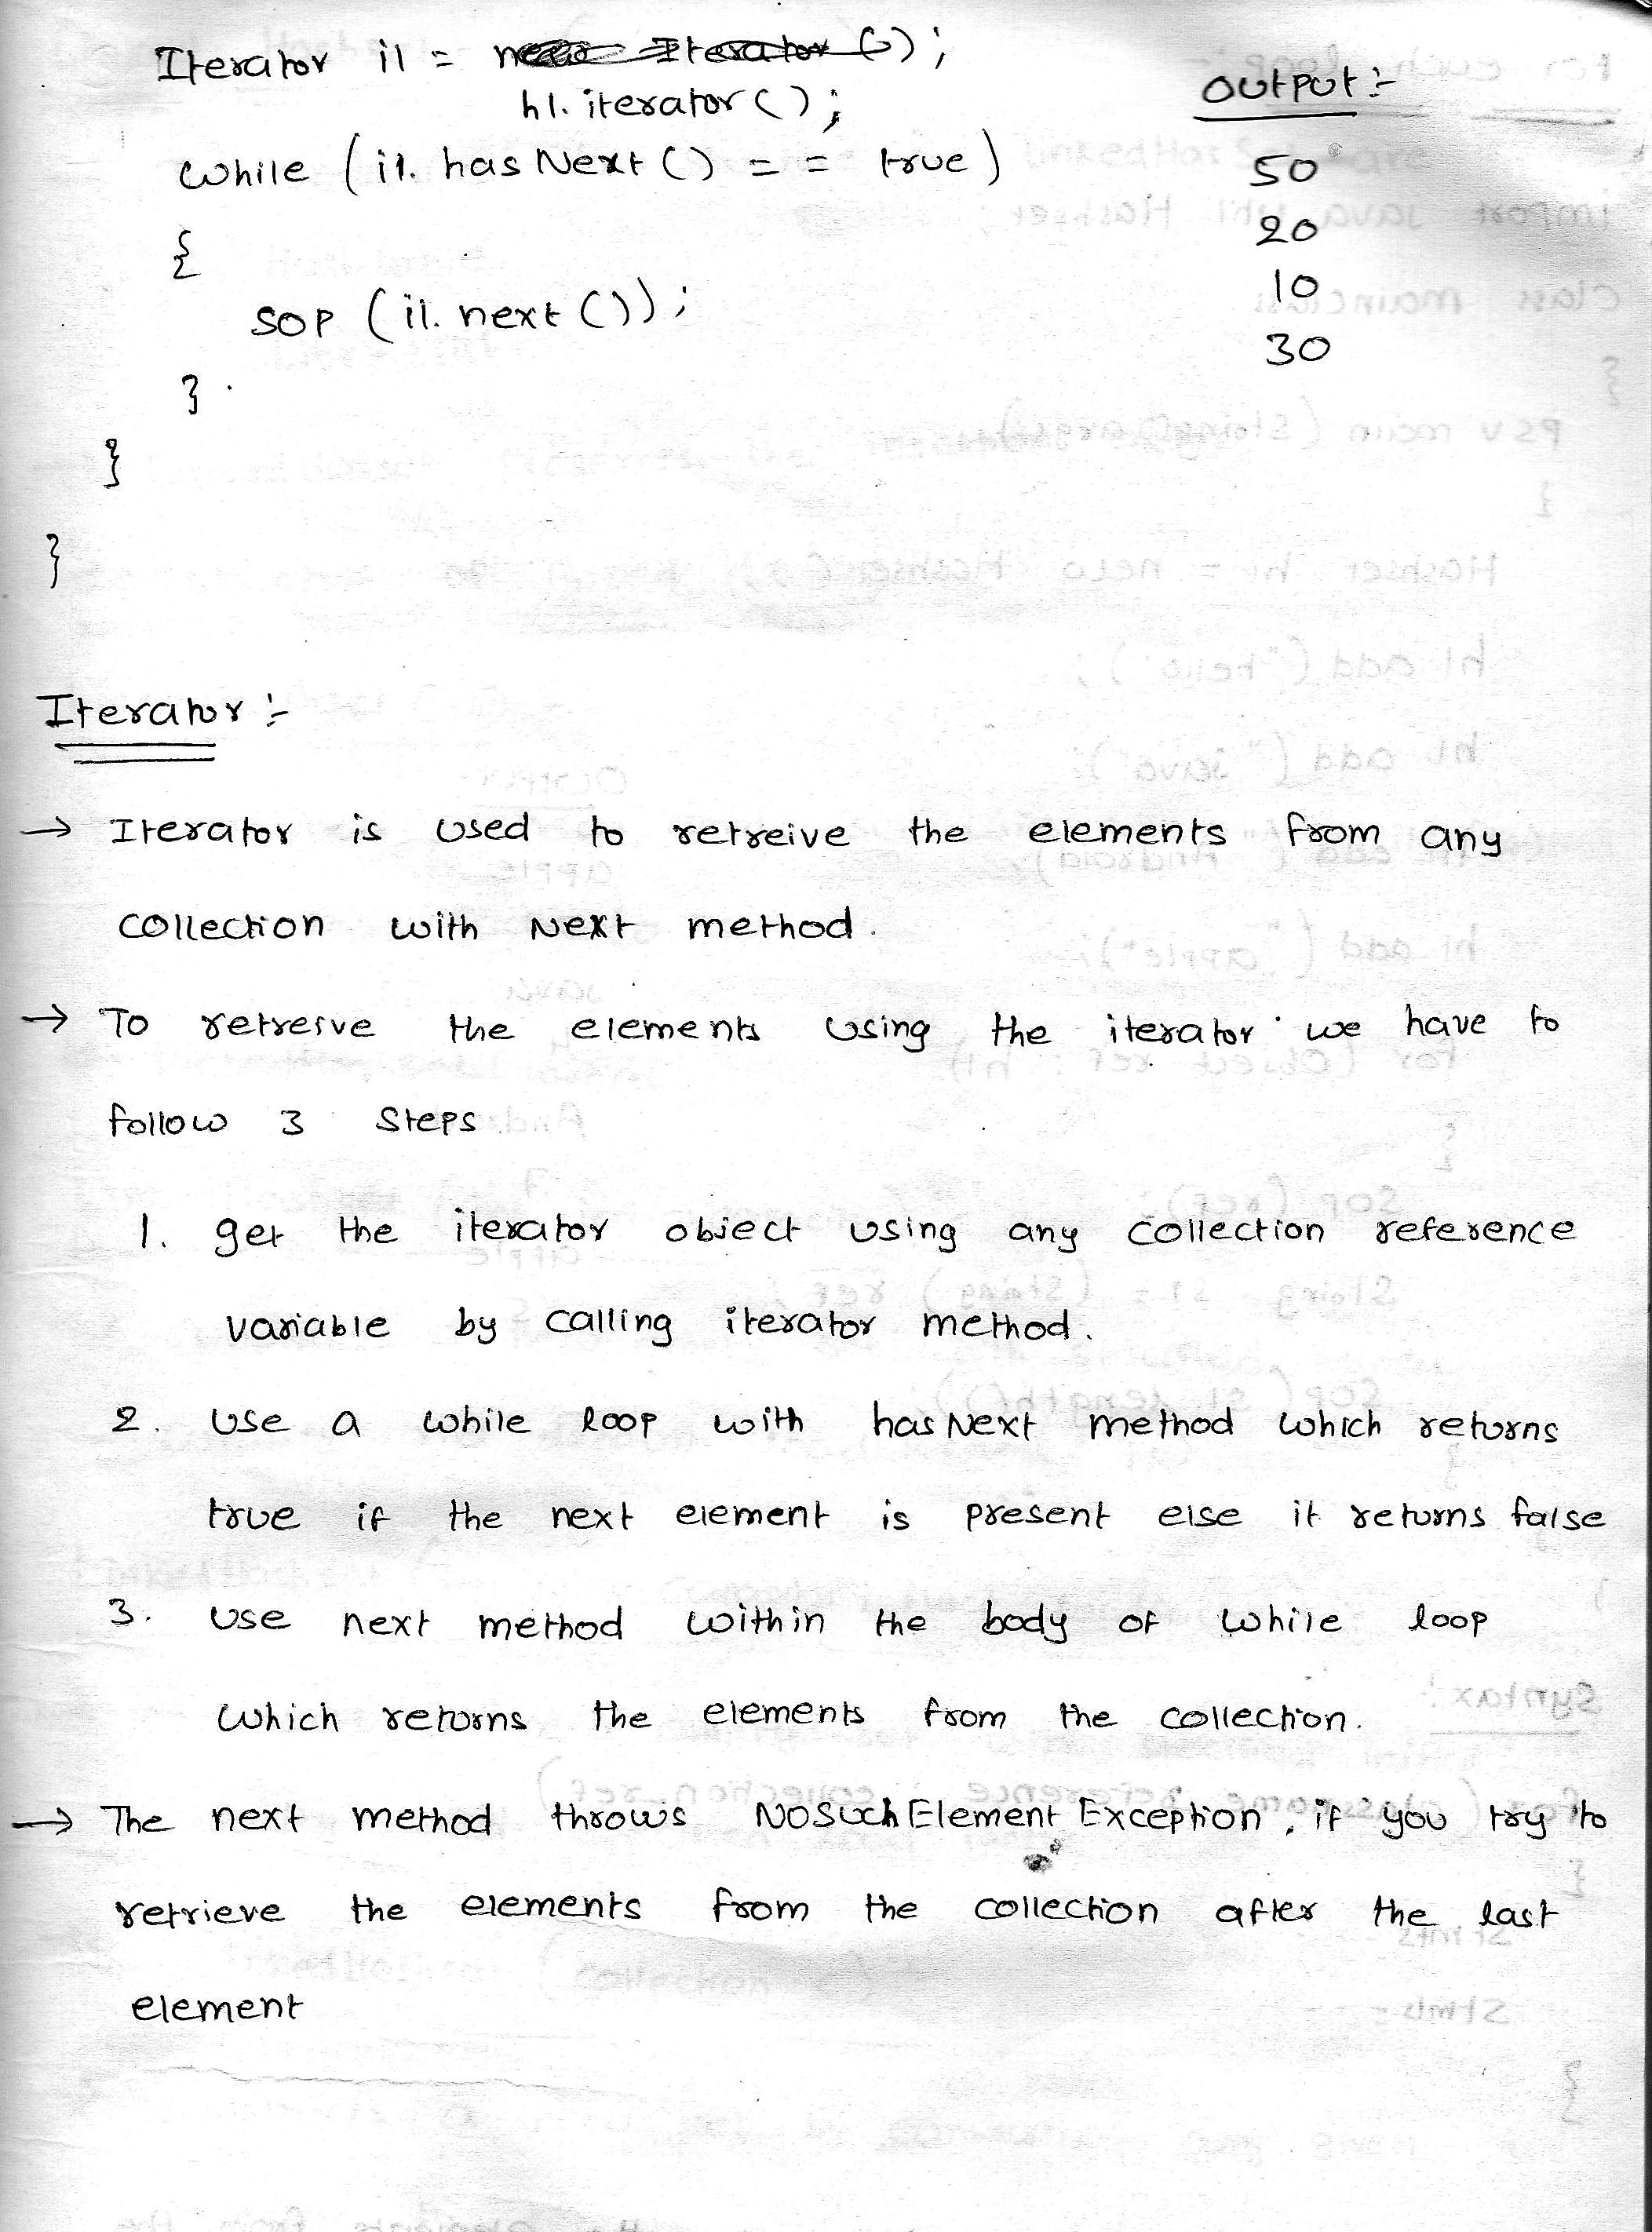 Iterator i1 = new Iterator();
h1.iterator();
while (i1.hasNext() == true)
{
SOP (i1.next());
}
}
}
Output:-
50
20
10
30
Iterator:-
→ Iterator is used to retreive the elements from any
collection with Next method.
→ To retreive the elements using the iterator we have to
follow 3 steps
1. get the iterator object using any collection reference
variable by calling iterator method.
2. Use a while loop with hasNext method which returns
true if the next element is present else it returns false
3. Use next method within the body of while loop
which returns the elements from the collection.
→ The next method throws NoSuchElementException, if you try to
retrieve the elements from the collection after the last
element